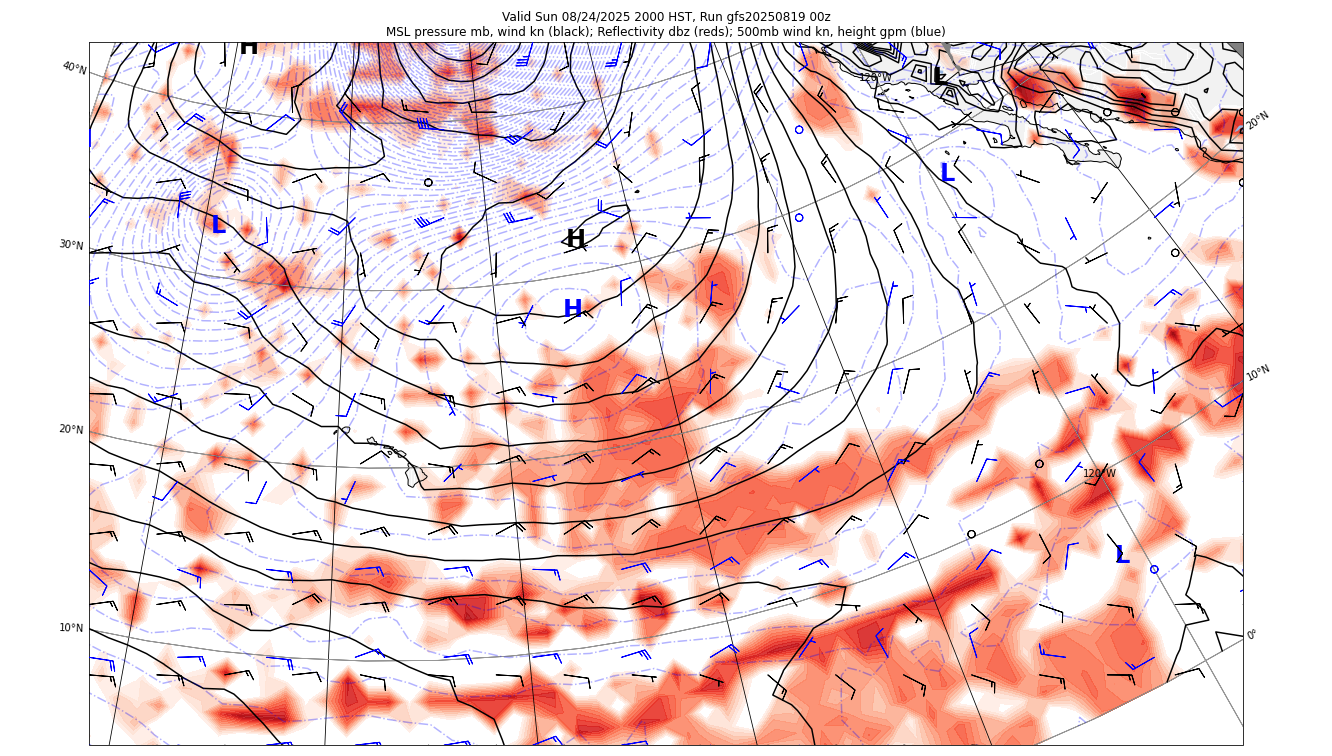 Valid Sun 08/24/2025 2000 HST, Run gfs20250819 00z
MSL pressure mb, wind kn (black); Reflectivity dbz (reds); 500mb wind kn, height gpm (blue)
H
40°N
120°W
L
20°N
L
L
H
30°N
H
10°N
20°N
120°W
L
10°N
0°